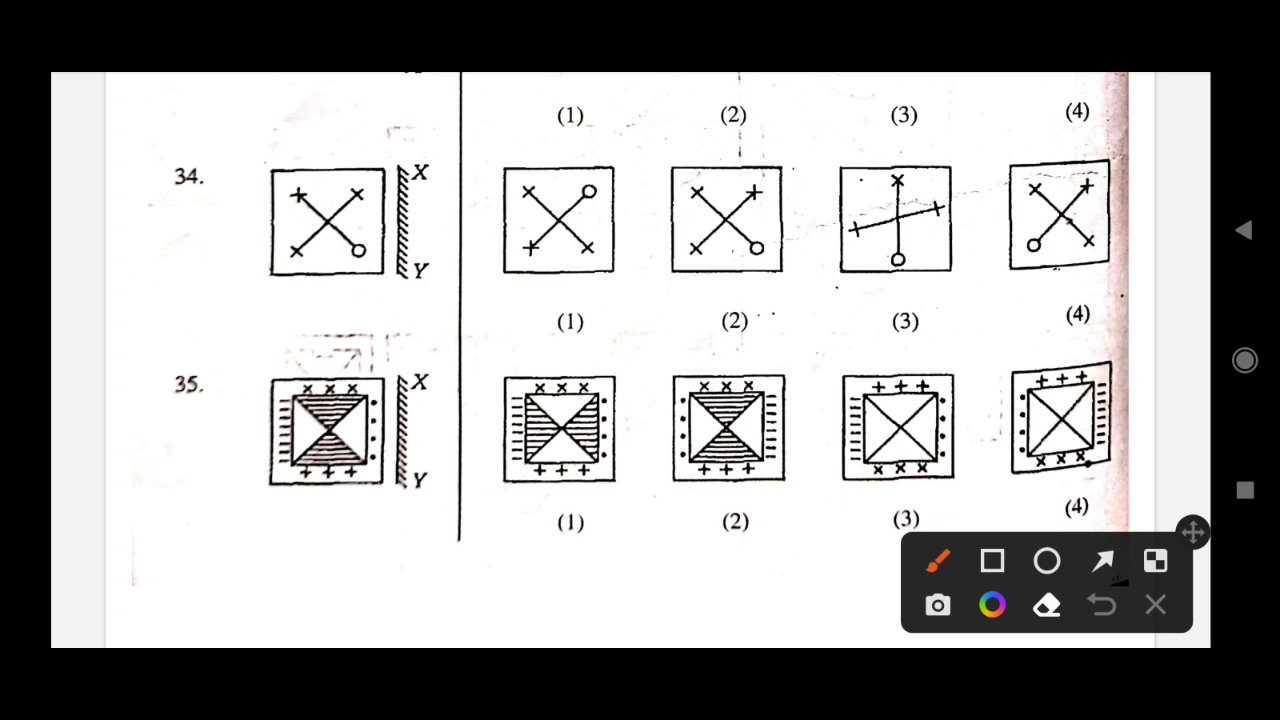 (1) (2) (3) (4)
34. X
Y
(1) (2) (3) (4)
35. X
Y
(1) (2) (3) (4)